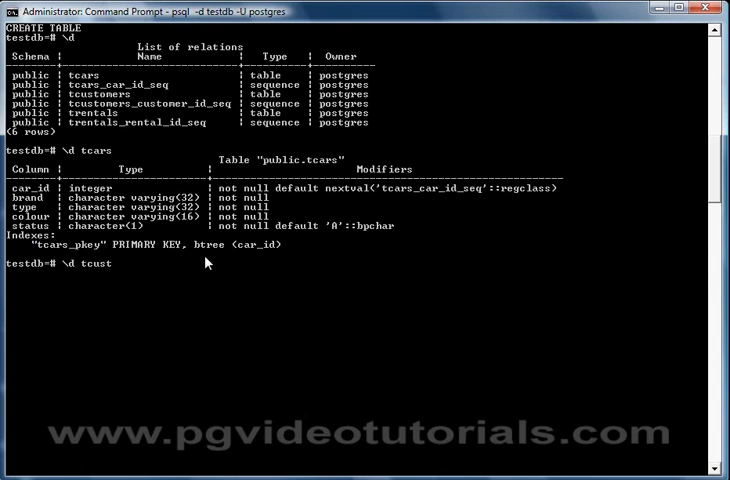 Administrator: Command Prompt - psql -d testdb -U postgres
CREATE TABLE
testdb=# \d
List of relations
Schema | Name | Type | Owner
public | tcars | table | postgres
public | tcars_car_id_seq | sequence | postgres
public | tcustomers | table | postgres
public | tcustomers_customer_id_seq | sequence | postgres
public | trentals | table | postgres
public | trentals_rental_id_seq | sequence | postgres
(6 rows)
testdb=# \d tcars
Table "public.tcars"
Column | Type | Modifiers
car_id | integer | not null default nextval('tcars_car_id_seq'::regclass)
brand | character varying(32) | not null
type | character varying(32) | not null
colour | character varying(16) | not null
status | character(1) | not null default 'A'::bpchar
Indexes:
"tcars_pkey" PRIMARY KEY, btree (car_id)
testdb=# \d tcust
www.pgvideotutorials.com